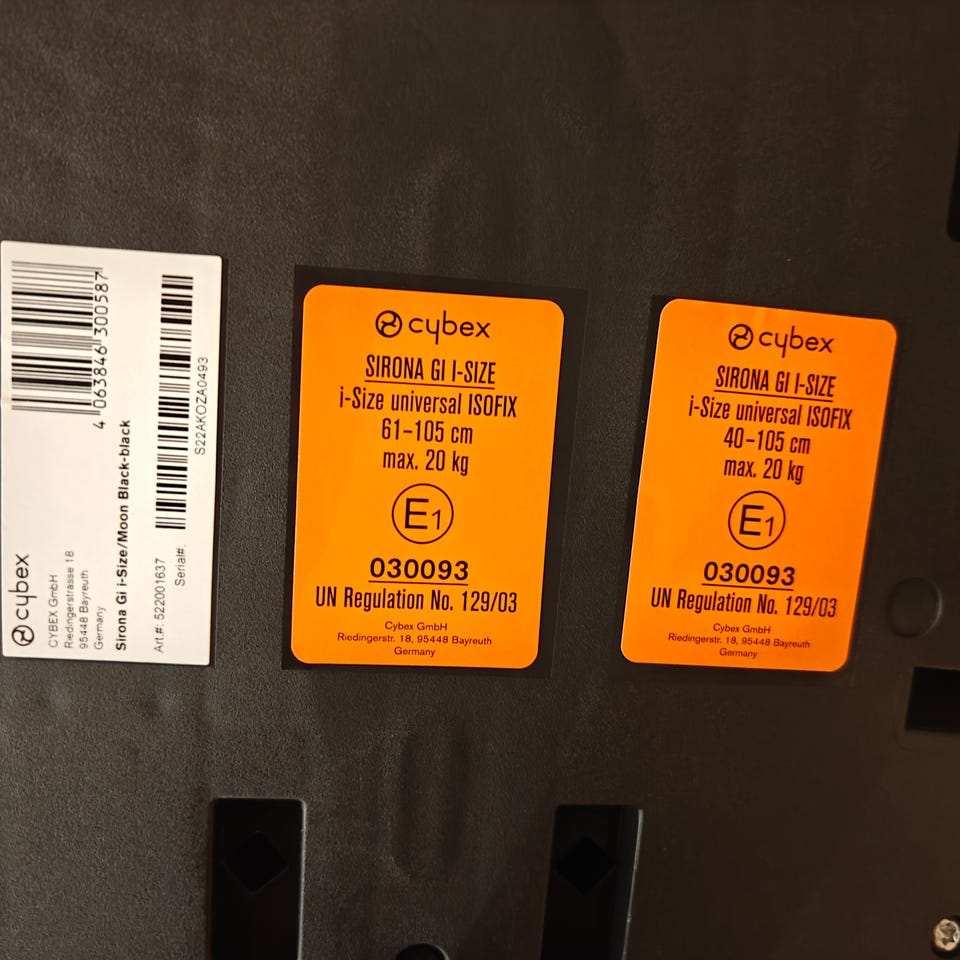 cybex
CYBEX GmbH
Riedingerstrasse 18
95448 Bayreuth
Germany
Sirona Gi i-Size/Moon Black-black
4 063846 300587
Art.#: 522001637
Serial#:
S22AKOZA0493
cybex
SIRONA GI I-SIZE
i-Size universal ISOFIX
61-105 cm
max. 20 kg
E1
030093
UN Regulation No. 129/03
Cybex GmbH
Riedingerstr. 18, 95448 Bayreuth
Germany
cybex
SIRONA GI I-SIZE
i-Size universal ISOFIX
40-105 cm
max. 20 kg
E1
030093
UN Regulation No. 129/03
Cybex GmbH
Riedingerstr. 18, 95448 Bayreuth
Germany